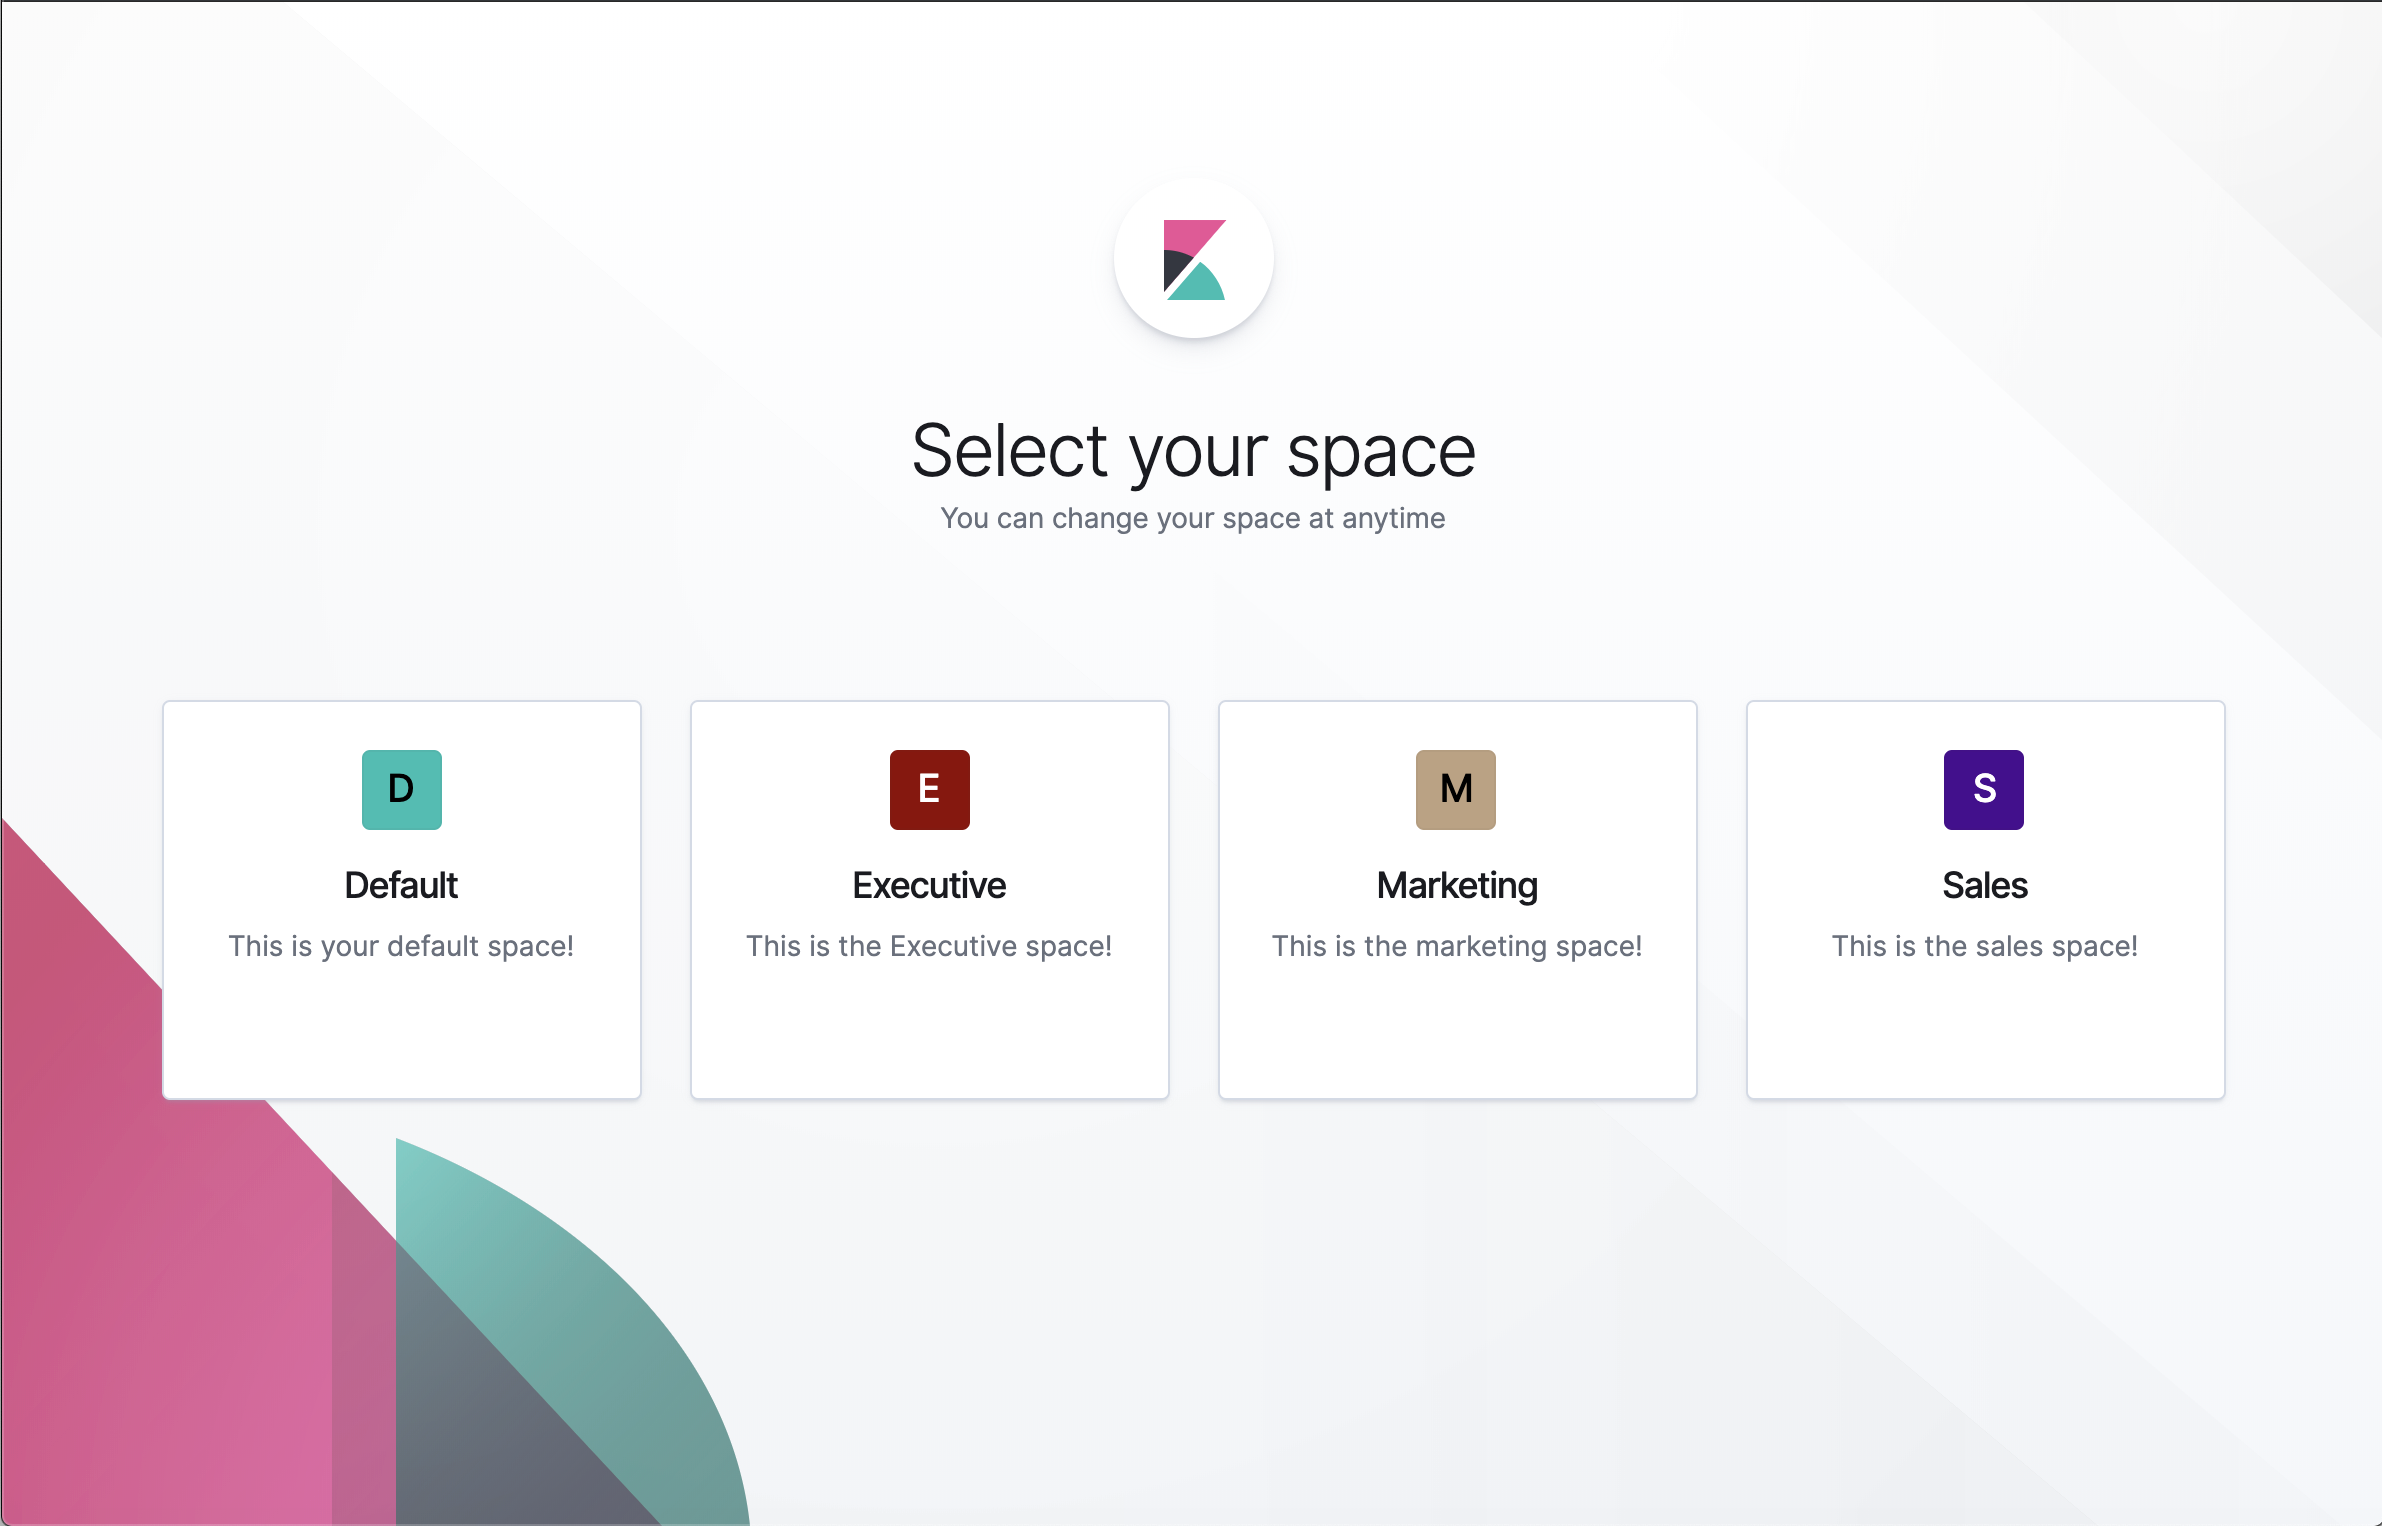 Select your space
You can change your space at anytime
D
E
M
S
Default
Executive
Marketing
Sales
This is your default space!
This is the Executive space!
This is the marketing space!
This is the sales space!